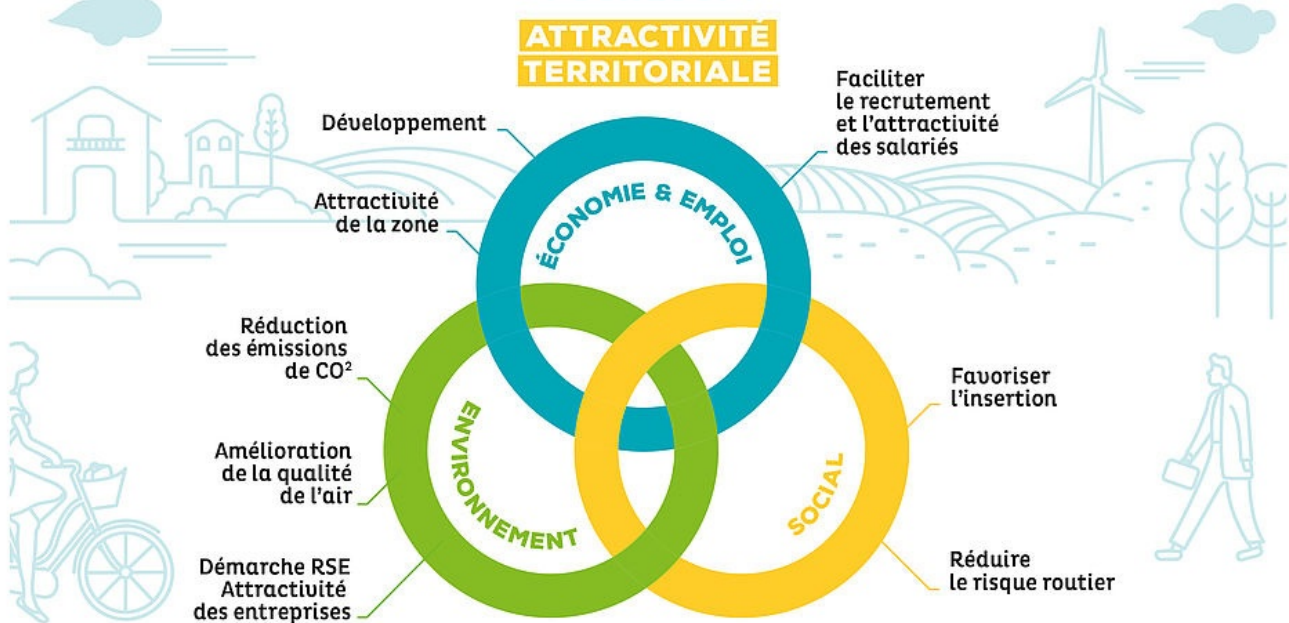 ATTRACTIVITÉ
TERRITORIALE
Développement
Faciliter
le recrutement
et l'attractivité
des salariés
Attractivité
de la zone
ÉCONOMIE & EMPLOI
Réduction
des émissions
de CO²
Amélioration
de la qualité
de l'air
Démarche RSE
Attractivité
des entreprises
ENVIRONNEMENT
SOCIAL
Favoriser
l'insertion
Réduire
le risque routier